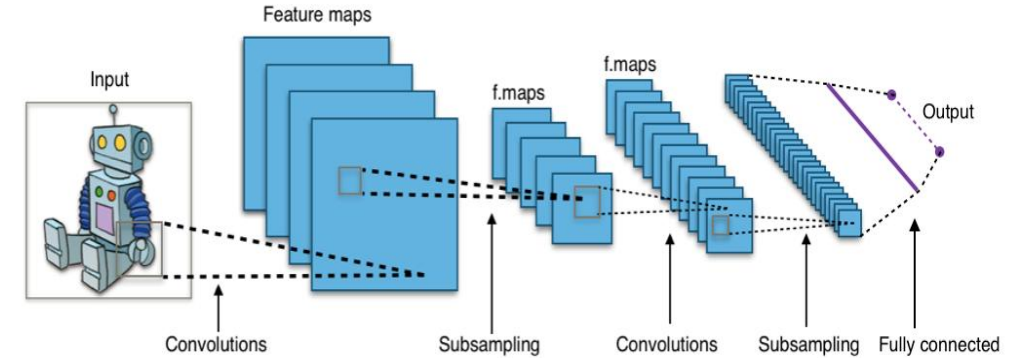 Feature maps
f.maps
Input
f.maps
Output
Convolutions
Subsampling
Convolutions
Subsampling
Fully connected